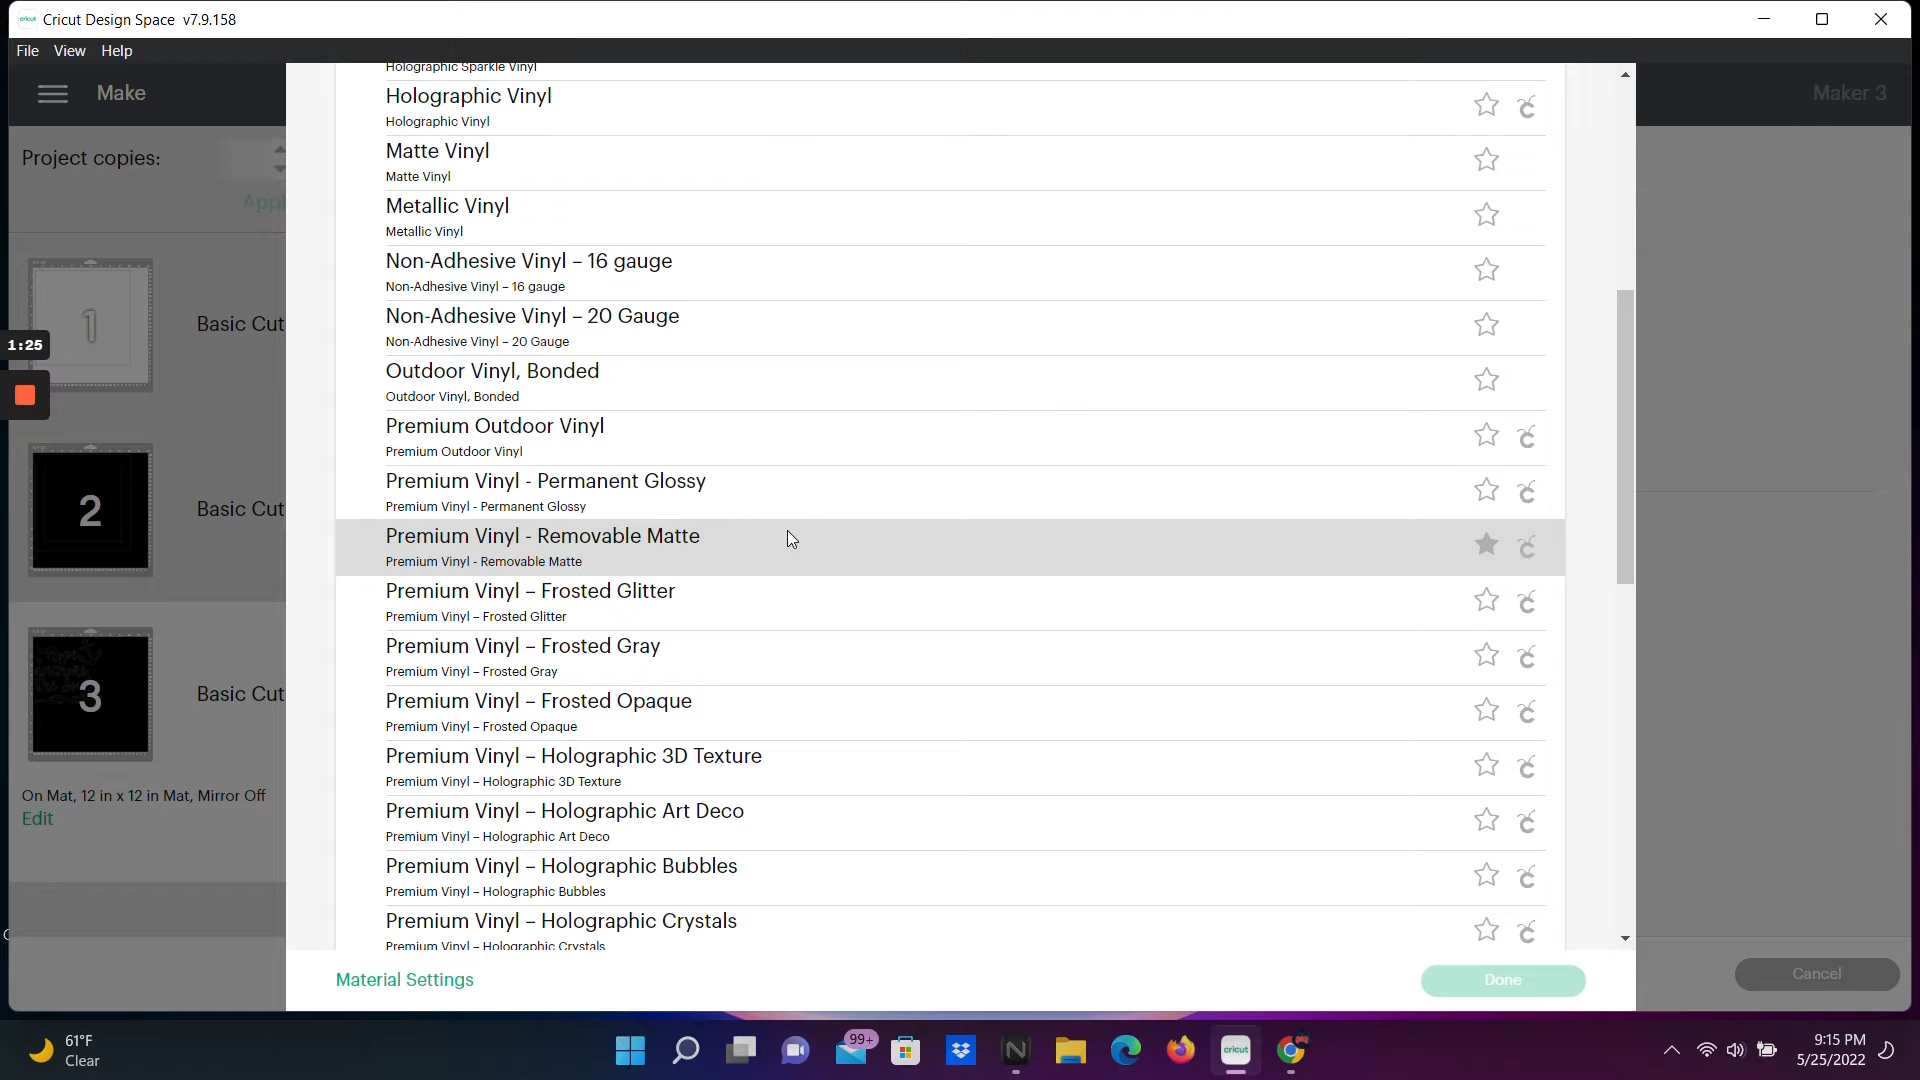 cricut Cricut Design Space v7.9.158
File View Help
Make
Maker 3
Project copies:
1
Basic Cut
1:25
2
Basic Cut
3
Basic Cut
On Mat, 12 in x 12 in Mat, Mirror Off
Edit
Holographic Sparkle Vinyl
Holographic Vinyl
Holographic Vinyl
Matte Vinyl
Matte Vinyl
Metallic Vinyl
Metallic Vinyl
Non-Adhesive Vinyl – 16 gauge
Non-Adhesive Vinyl – 16 gauge
Non-Adhesive Vinyl – 20 Gauge
Non-Adhesive Vinyl – 20 Gauge
Outdoor Vinyl, Bonded
Outdoor Vinyl, Bonded
Premium Outdoor Vinyl
Premium Outdoor Vinyl
Premium Vinyl - Permanent Glossy
Premium Vinyl - Permanent Glossy
Premium Vinyl - Removable Matte
Premium Vinyl - Removable Matte
Premium Vinyl – Frosted Glitter
Premium Vinyl – Frosted Glitter
Premium Vinyl – Frosted Gray
Premium Vinyl – Frosted Gray
Premium Vinyl – Frosted Opaque
Premium Vinyl – Frosted Opaque
Premium Vinyl – Holographic 3D Texture
Premium Vinyl – Holographic 3D Texture
Premium Vinyl – Holographic Art Deco
Premium Vinyl – Holographic Art Deco
Premium Vinyl – Holographic Bubbles
Premium Vinyl – Holographic Bubbles
Premium Vinyl – Holographic Crystals
Premium Vinyl – Holographic Crystals
Material Settings
Done
Cancel
61°F
Clear
99+
cricut
9:15 PM
5/25/2022